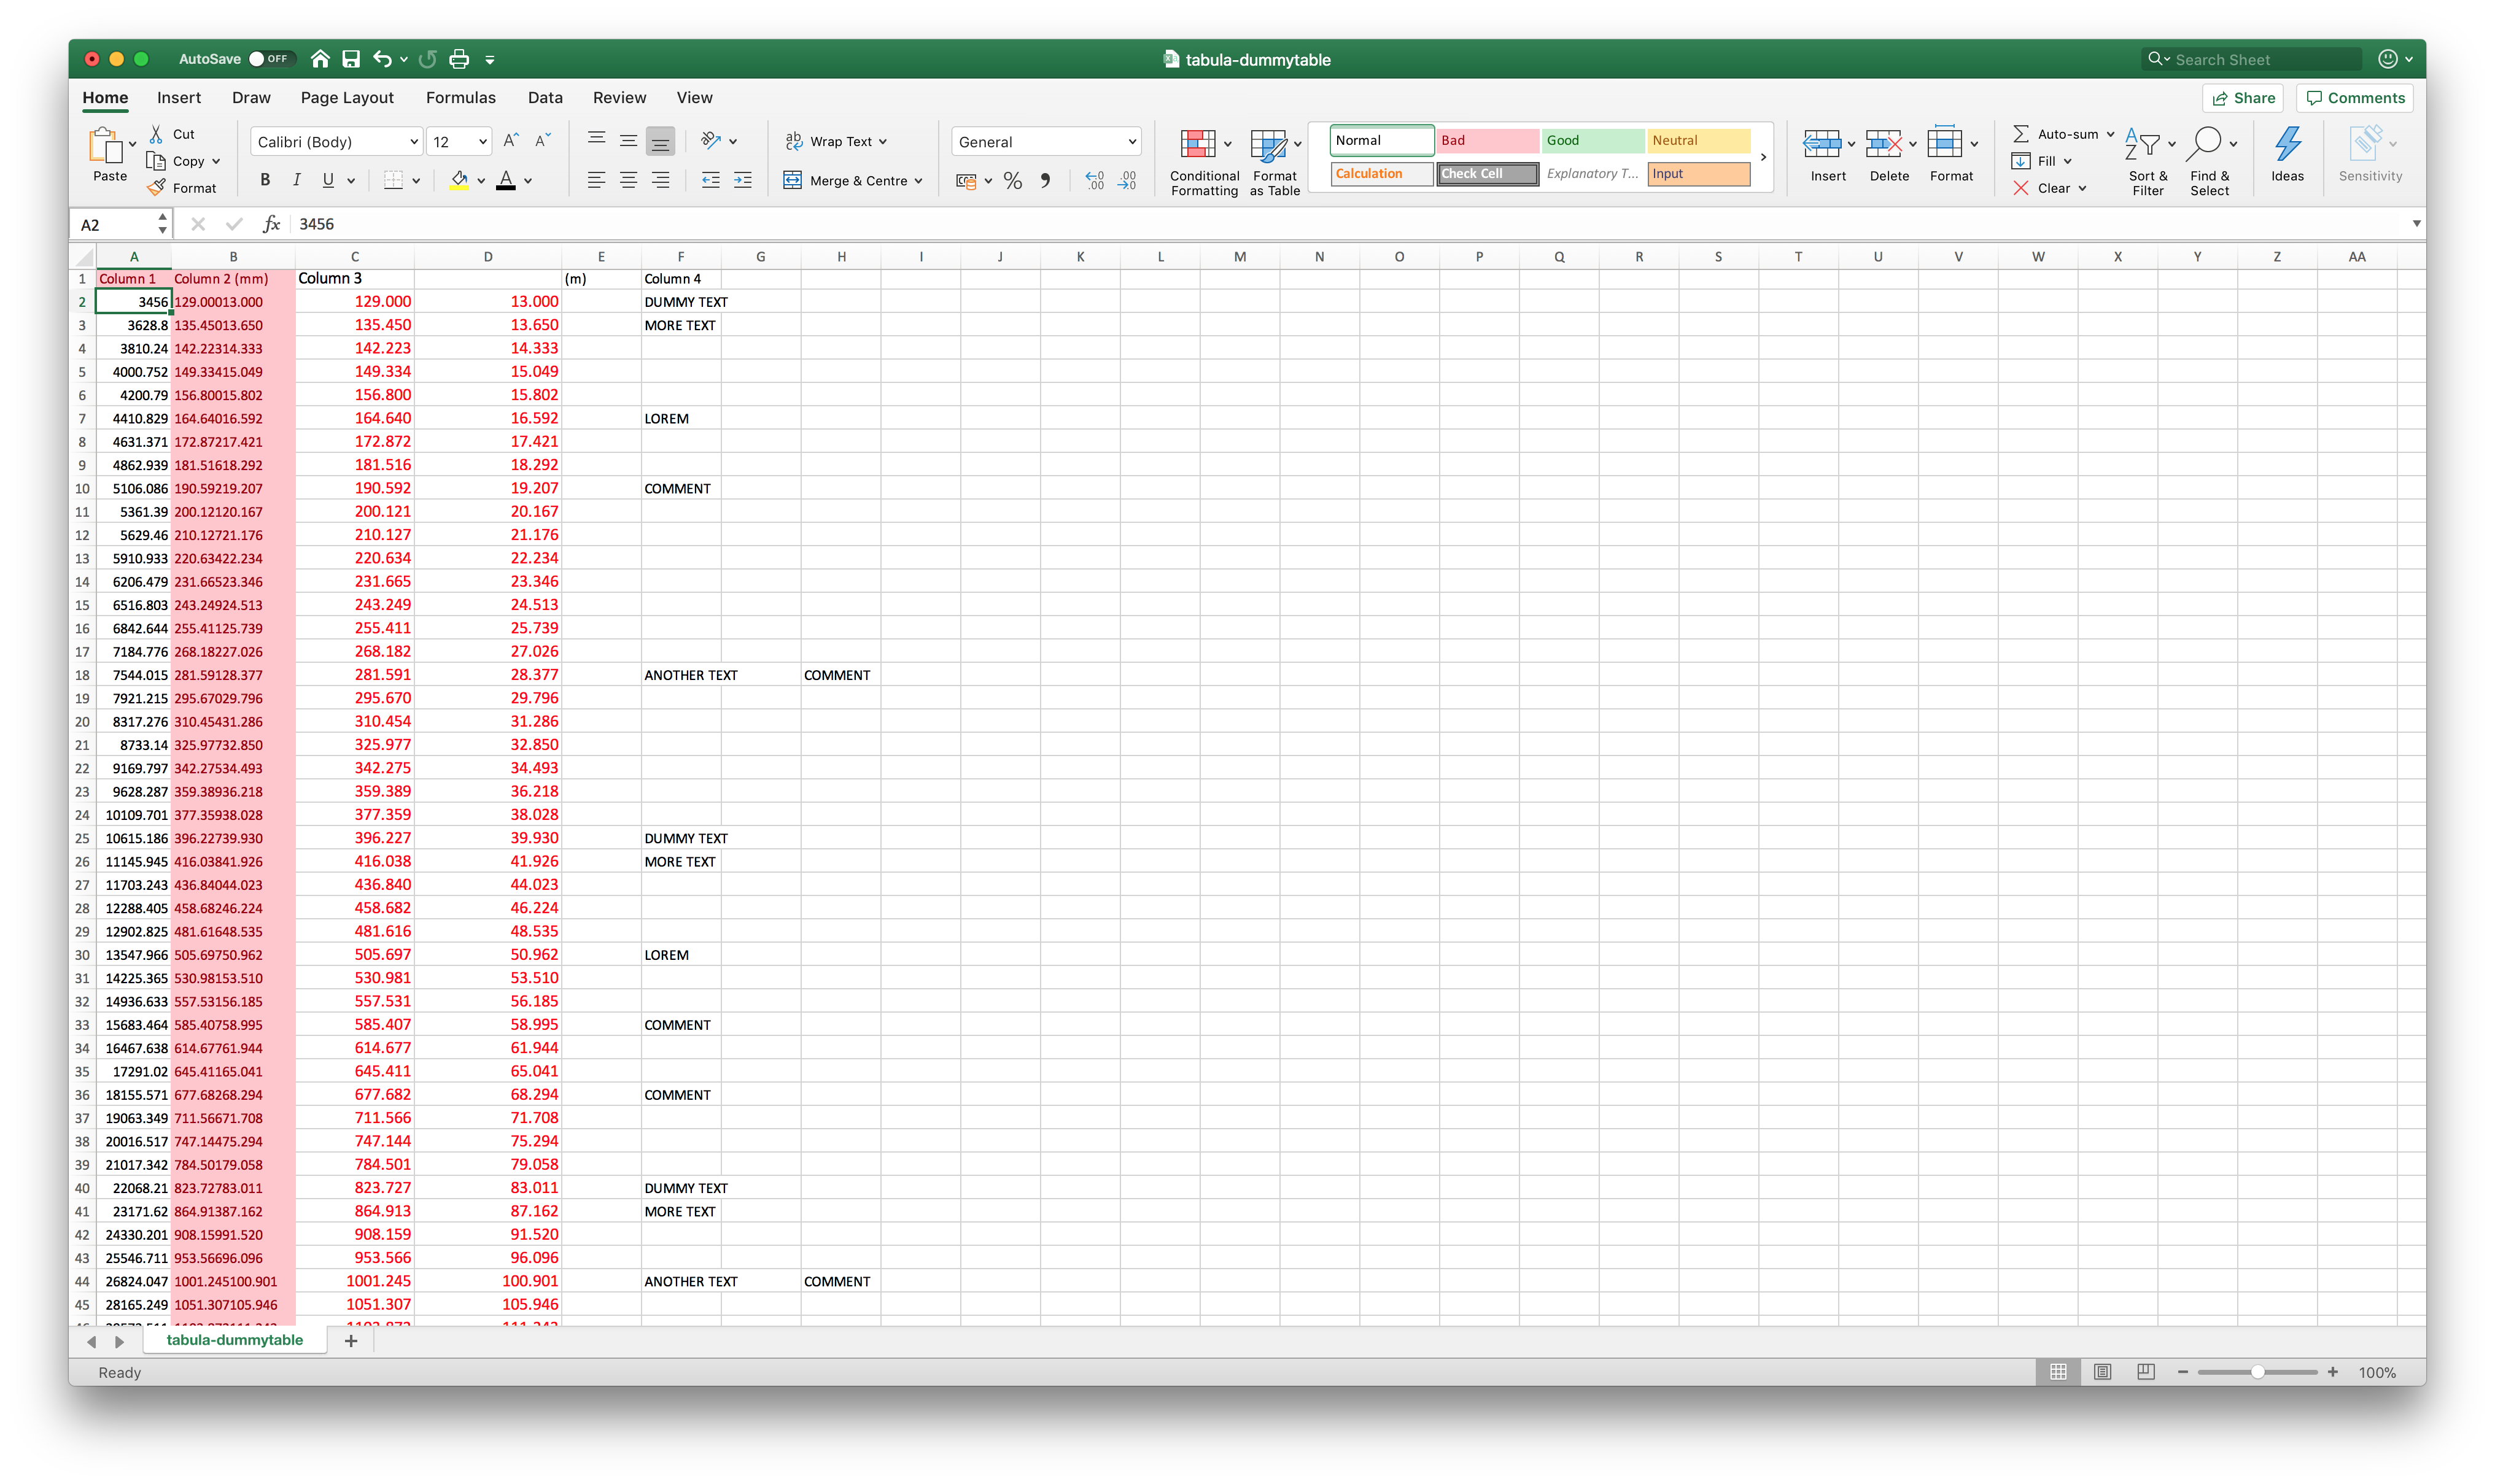 AutoSave OFF tabula-dummytable Search Sheet
Home Insert Draw Page Layout Formulas Data Review View Share Comments
Paste Cut Copy Format
Calibri (Body) 12 A^ Aˇ
B I U A
ab Wrap Text
Merge & Centre
General
% .00 .00
Conditional Formatting
Format as Table
Normal Bad Good Neutral
Calculation Check Cell Explanatory T... Input
Insert Delete Format
Auto-sum
Fill
Clear
Sort & Filter
Find & Select
Ideas
Sensitivity
A2 fx 3456
A B C D E F G H I J K L M N O P Q R S T U V W X Y Z AA
1 Column 1 Column 2 (mm) Column 3 (m) Column 4
2 3456 129.00013.000 129.000 13.000 DUMMY TEXT
3 3628.8 135.45013.650 135.450 13.650 MORE TEXT
4 3810.24 142.22314.333 142.223 14.333
5 4000.752 149.33415.049 149.334 15.049
6 4200.79 156.80015.802 156.800 15.802
7 4410.829 164.64016.592 164.640 16.592 LOREM
8 4631.371 172.87217.421 172.872 17.421
9 4862.939 181.51618.292 181.516 18.292
10 5106.086 190.59219.207 190.592 19.207 COMMENT
11 5361.39 200.12120.167 200.121 20.167
12 5629.46 210.12721.176 210.127 21.176
13 5910.933 220.63422.234 220.634 22.234
14 6206.479 231.66523.346 231.665 23.346
15 6516.803 243.24924.513 243.249 24.513
16 6842.644 255.41125.739 255.411 25.739
17 7184.776 268.18227.026 268.182 27.026
18 7544.015 281.59128.377 281.591 28.377 ANOTHER TEXT COMMENT
19 7921.215 295.67029.796 295.670 29.796
20 8317.276 310.45431.286 310.454 31.286
21 8733.14 325.97732.850 325.977 32.850
22 9169.797 342.27534.493 342.275 34.493
23 9628.287 359.38936.218 359.389 36.218
24 10109.701 377.35938.028 377.359 38.028
25 10615.186 396.22739.930 396.227 39.930 DUMMY TEXT
26 11145.945 416.03841.926 416.038 41.926 MORE TEXT
27 11703.243 436.84044.023 436.840 44.023
28 12288.405 458.68246.224 458.682 46.224
29 12902.825 481.61648.535 481.616 48.535
30 13547.966 505.69750.962 505.697 50.962 LOREM
31 14225.365 530.98153.510 530.981 53.510
32 14936.633 557.53156.185 557.531 56.185
33 15683.464 585.40758.995 585.407 58.995 COMMENT
34 16467.638 614.67761.944 614.677 61.944
35 17291.02 645.41165.041 645.411 65.041
36 18155.571 677.68268.294 677.682 68.294 COMMENT
37 19063.349 711.56671.708 711.566 71.708
38 20016.517 747.14475.294 747.144 75.294
39 21017.342 784.50179.058 784.501 79.058
40 22068.21 823.72783.011 823.727 83.011 DUMMY TEXT
41 23171.62 864.91387.162 864.913 87.162 MORE TEXT
42 24330.201 908.15991.520 908.159 91.520
43 25546.711 953.56696.096 953.566 96.096
44 26824.047 1001.245100.901 1001.245 100.901 ANOTHER TEXT COMMENT
45 28165.249 1051.307105.946 1051.307 105.946
tabula-dummytable +
Ready 100%